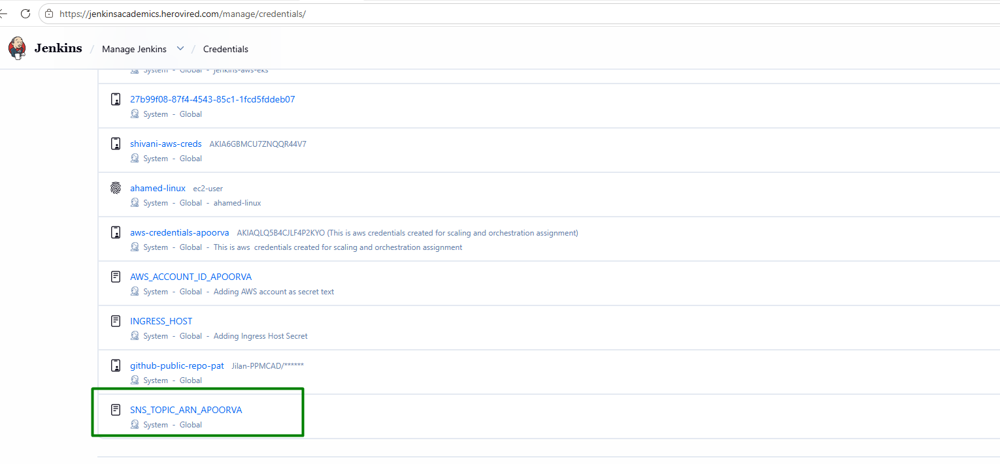 https://jenkinsacademics.herovired.com/manage/credentials/
Jenkins / Manage Jenkins / Credentials
System - Global - jenkins-aws-eks
27b99f08-87f4-4543-85c1-1fcd5fddeb07
System - Global
shivani-aws-creds AKIA6GBMCU7ZNQQR44V7
System - Global
ahamed-linux ec2-user
System - Global - ahamed-linux
aws-credentials-apoorva AKIAQLQ5B4CJLF4P2KYO (This is aws credentials created for scaling and orchestration assignment)
System - Global - This is aws credentials created for scaling and orchestration assignment
AWS_ACCOUNT_ID_APOORVA
System - Global - Adding AWS account as secret text
INGRESS_HOST
System - Global - Adding Ingress Host Secret
github-public-repo-pat Jilan-PPMCAD/******
System - Global
SNS_TOPIC_ARN_APOORVA
System - Global